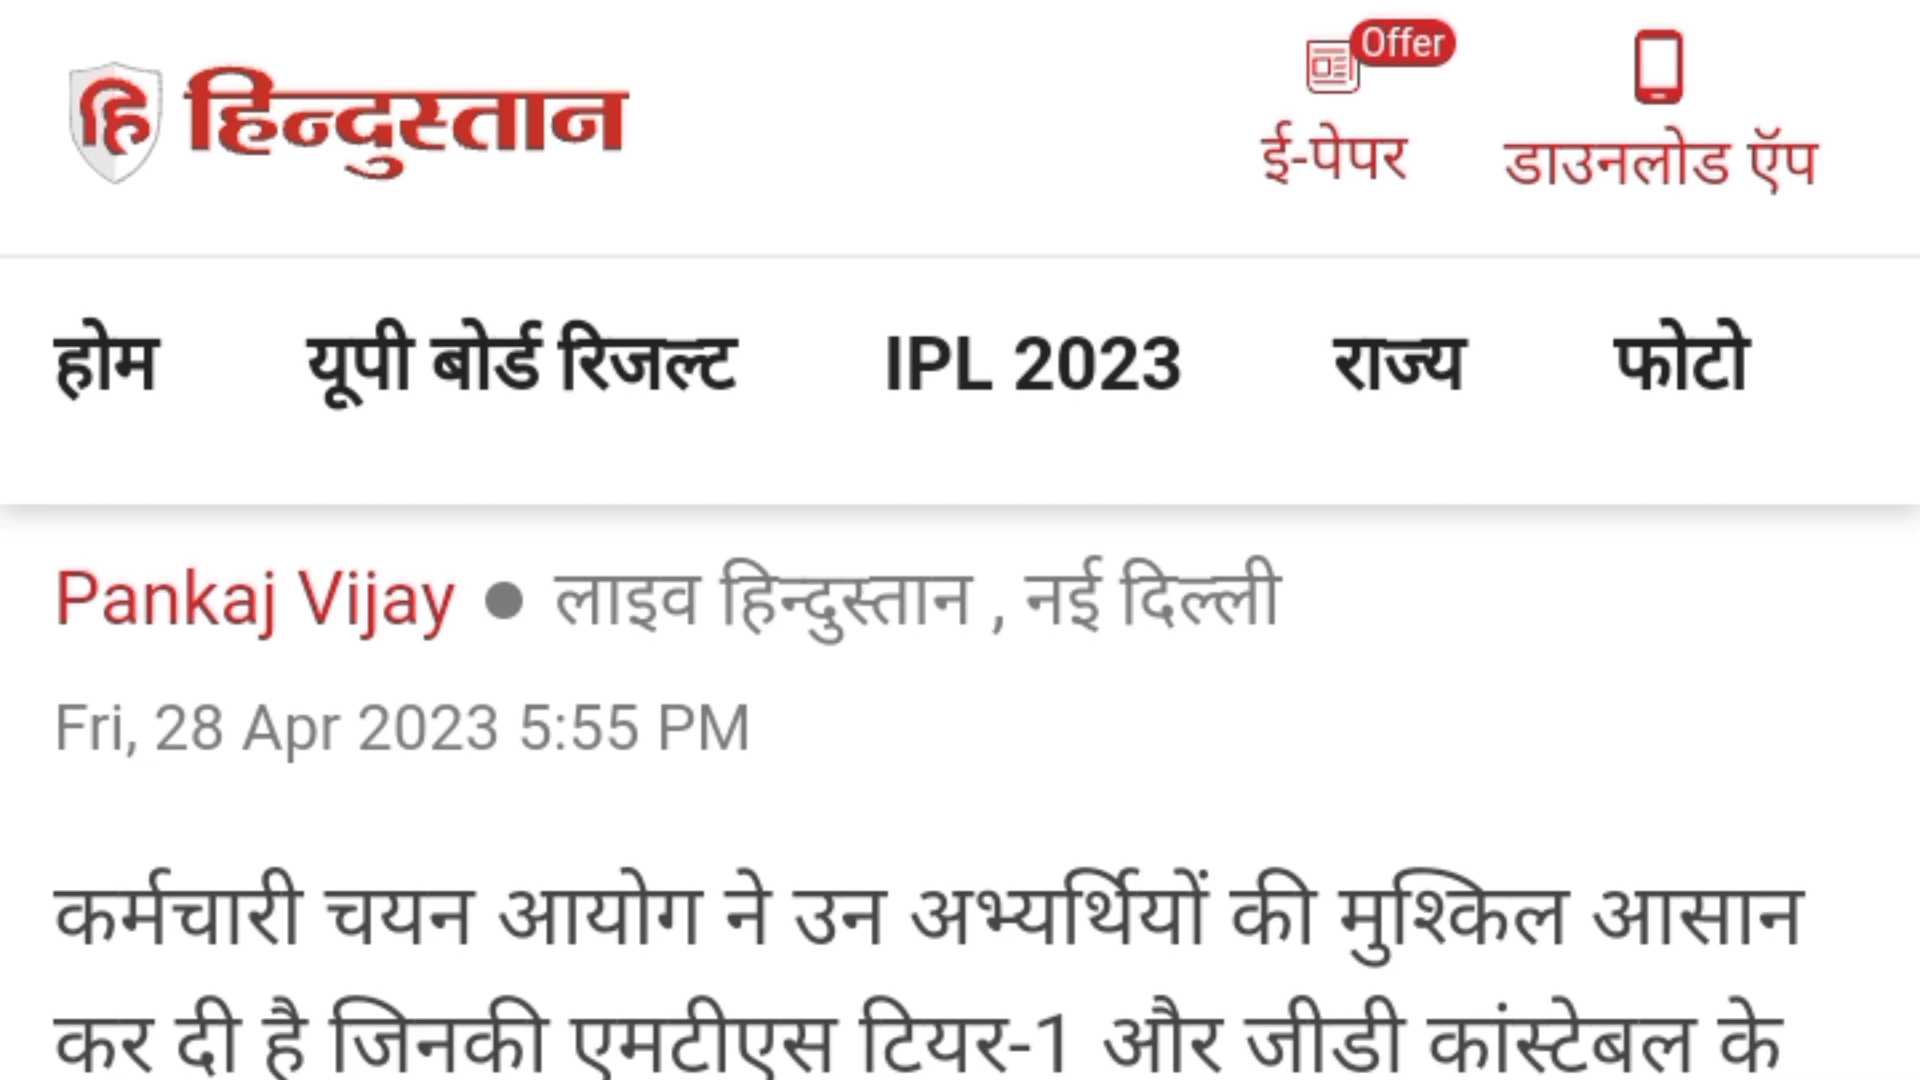 हि हिन्दुस्तान
Offer
ई-पेपर
डाउनलोड ऍप
होम यूपी बोर्ड रिजल्ट IPL 2023 राज्य फोटो
Pankaj Vijay ● लाइव हिन्दुस्तान , नई दिल्ली
Fri, 28 Apr 2023 5:55 PM
कर्मचारी चयन आयोग ने उन अभ्यर्थियों की मुश्किल आसान
कर दी है जिनकी एमटीएस टियर-1 और जीडी कांस्टेबल के